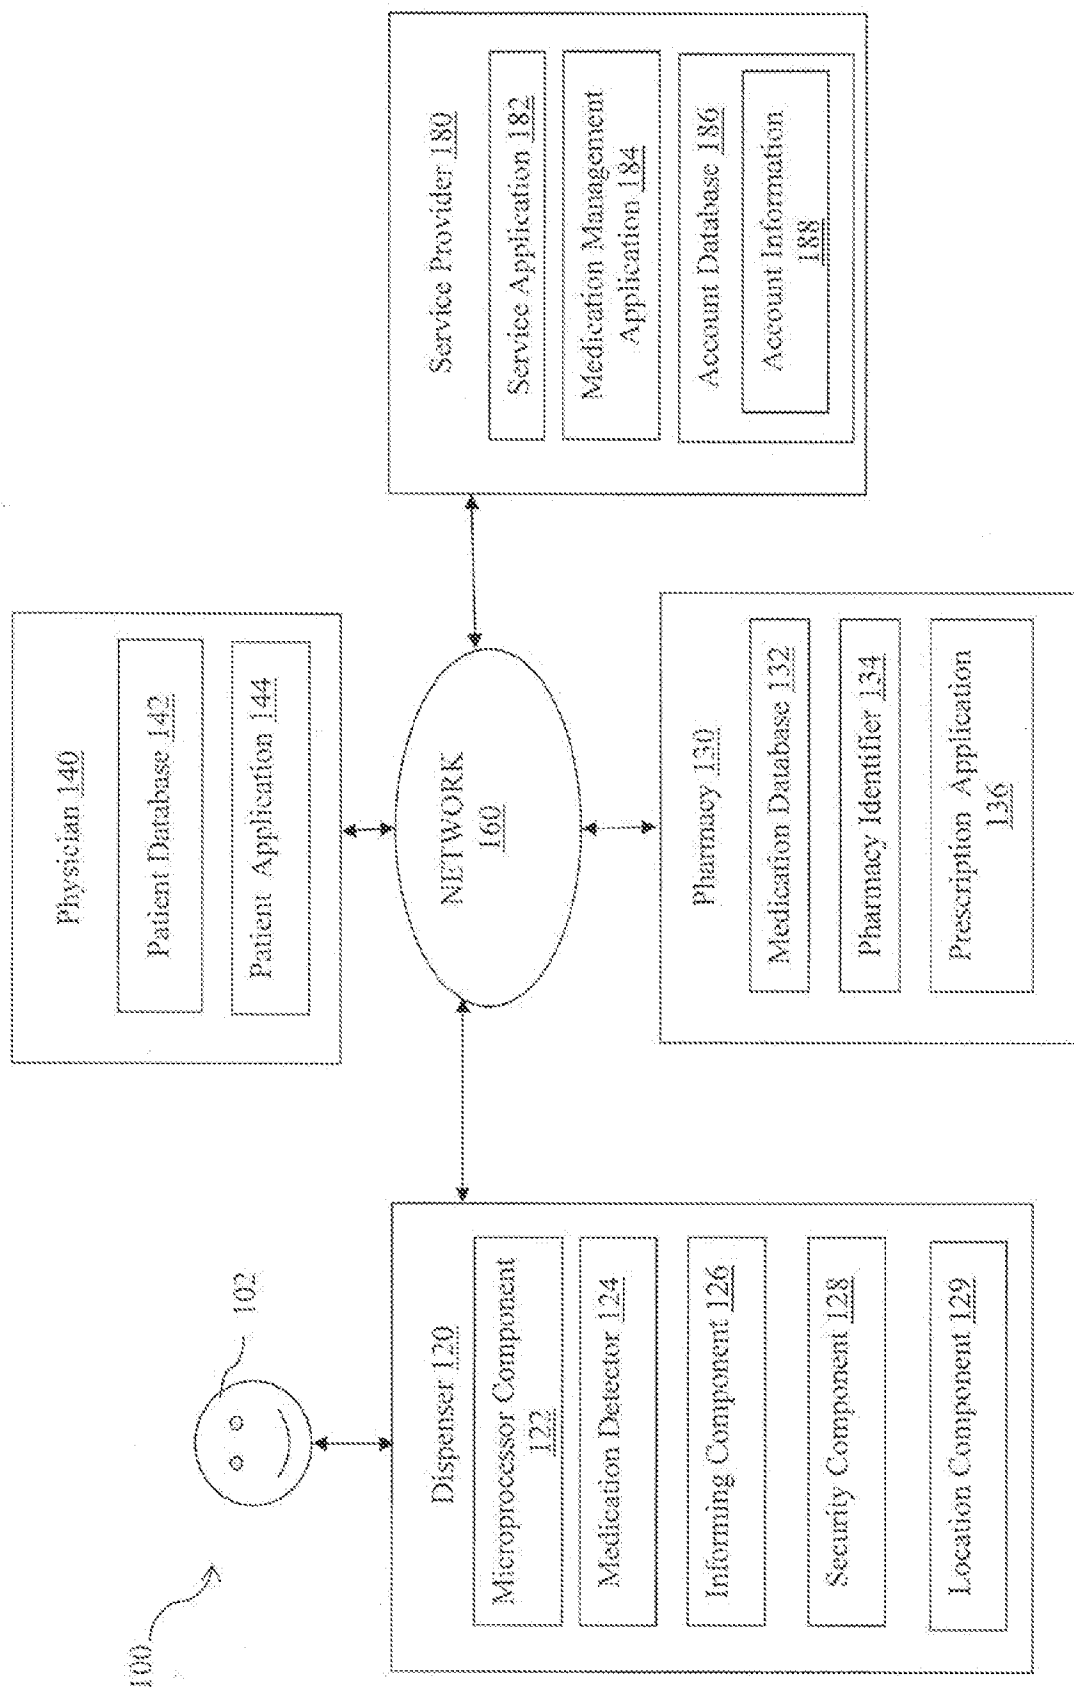 100
102
Dispenser 120
Microprocessor Component
122
Medication Detector 124
Informing Component 126
Security Component 128
Location Component 129
Physician 140
Patient Database 142
Patient Application 144
NETWORK
160
Pharmacy 130
Medication Database 132
Pharmacy Identifier 134
Prescription Application
136
Service Provider 180
Service Application 182
Medication Management
Application 184
Account Database 186
Account Information
188